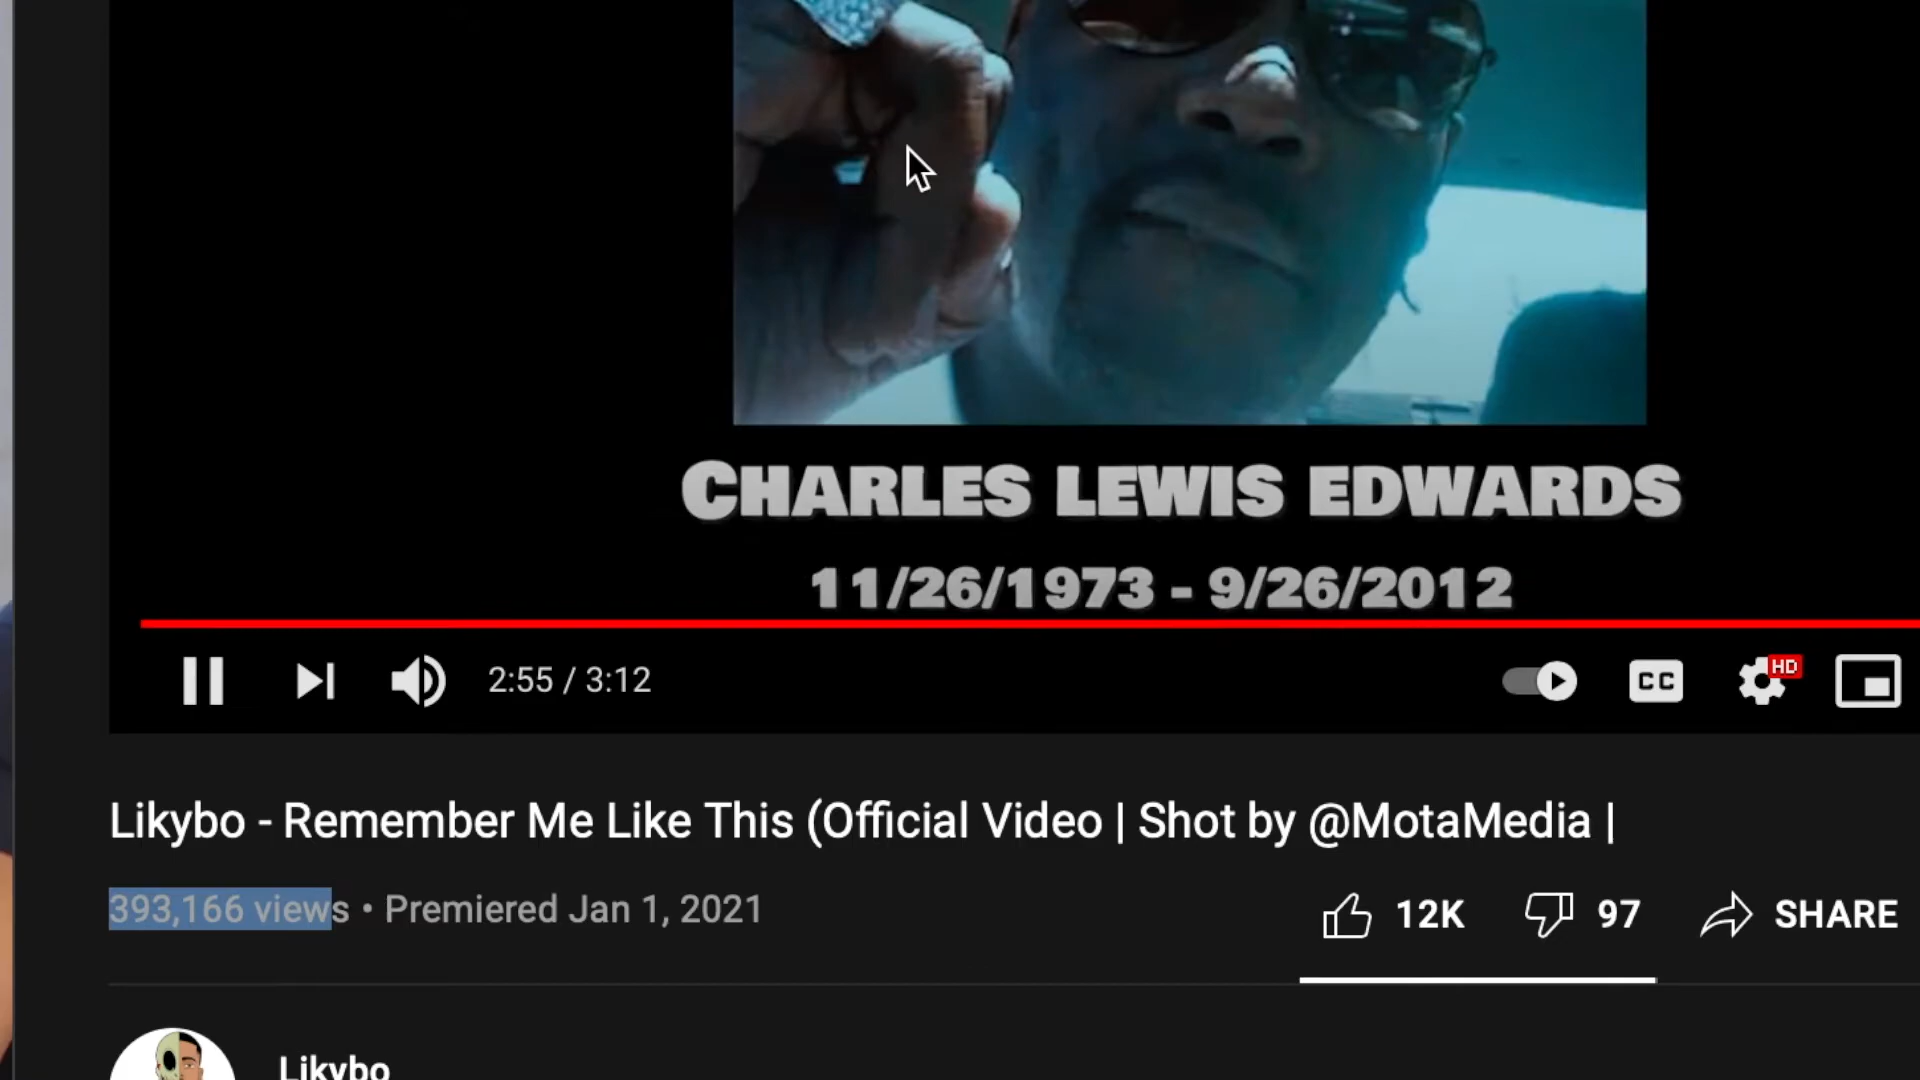 CHARLES LEWIS EDWARDS
11/26/1973 - 9/26/2012
2:55 / 3:12
CC
HD
Likybo - Remember Me Like This (Official Video | Shot by @MotaMedia |
393,166 views • Premiered Jan 1, 2021
12K
97
SHARE
Likybo